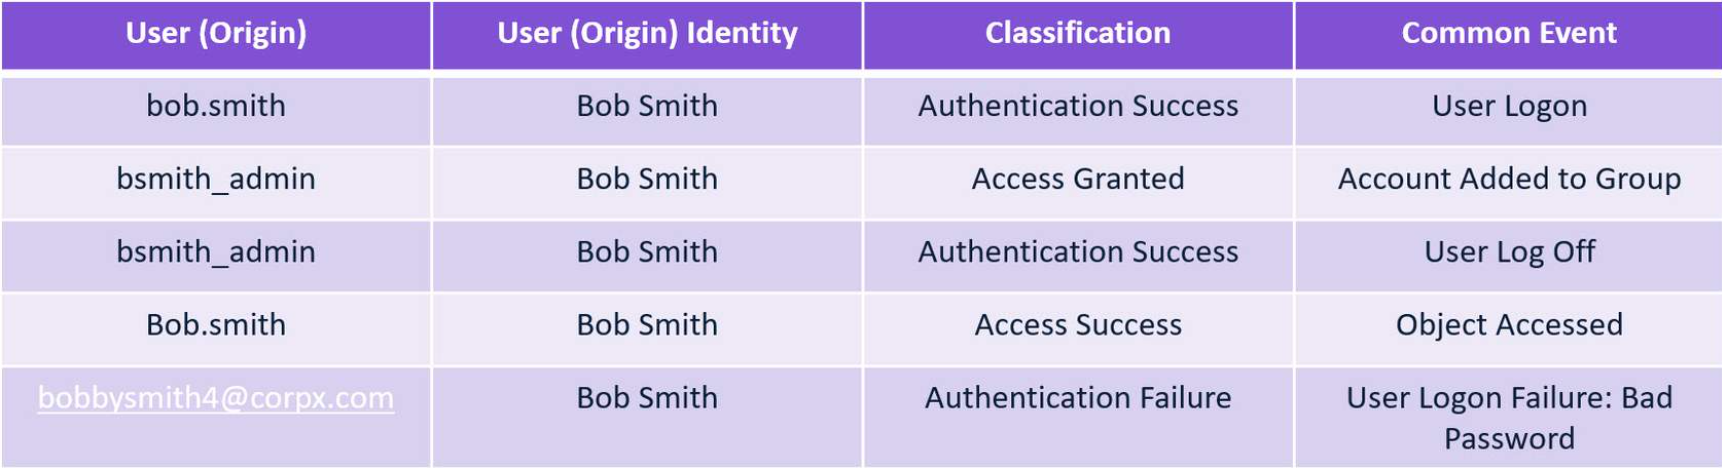 User (Origin) User (Origin) Identity Classification Common Event
bob.smith Bob Smith Authentication Success User Logon
bsmith_admin Bob Smith Access Granted Account Added to Group
bsmith_admin Bob Smith Authentication Success User Log Off
Bob.smith Bob Smith Access Success Object Accessed
bobbysmith4@corpx.com Bob Smith Authentication Failure User Logon Failure: Bad
Password